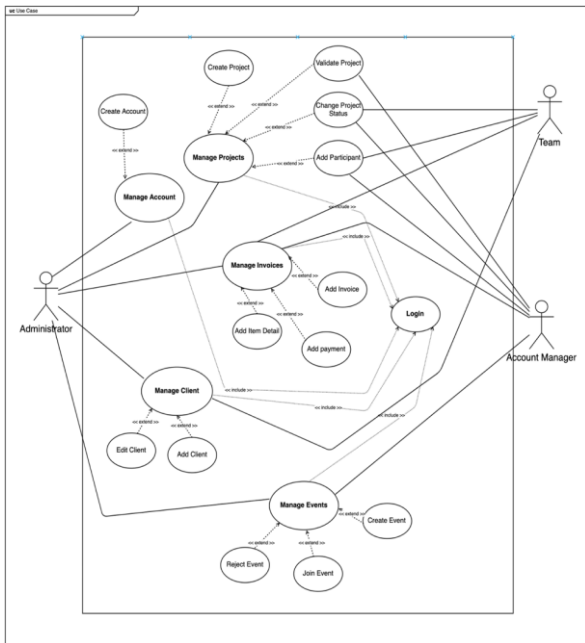 uc Use Case
Create Project
Validate Project
<< extend >>
<< extend >>
Create Account
Change Project
Status
<< extend >>
Team
<< extend >>
Manage Projects
<< extend >>
Add Participant
Manage Account
<< include >>
<< include >>
Manage Invoices
<< extend >>
Add Invoice
Administrator
<< extend >>
<< extend >>
Login
Add Item Detail
Account Manager
Add payment
Manage Client
<< include >>
<< include >>
<< include >>
<< extend >>
<< extend >>
Edit Client
Add Client
Manage Events
<< extend >>
Create Event
<< extend >>
<< extend >>
Reject Event
Join Event